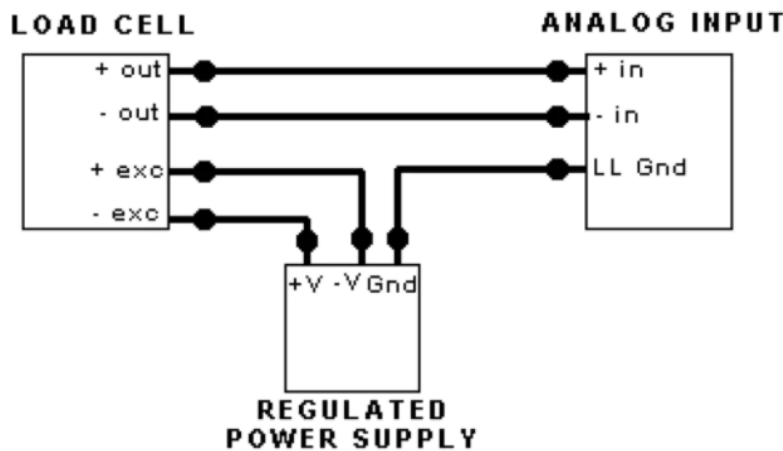 LOAD CELL
ANALOG INPUT
+ out
+ in
- out
- in
+ exc
LL Gnd
- exc
+V -V Gnd
REGULATED
POWER SUPPLY